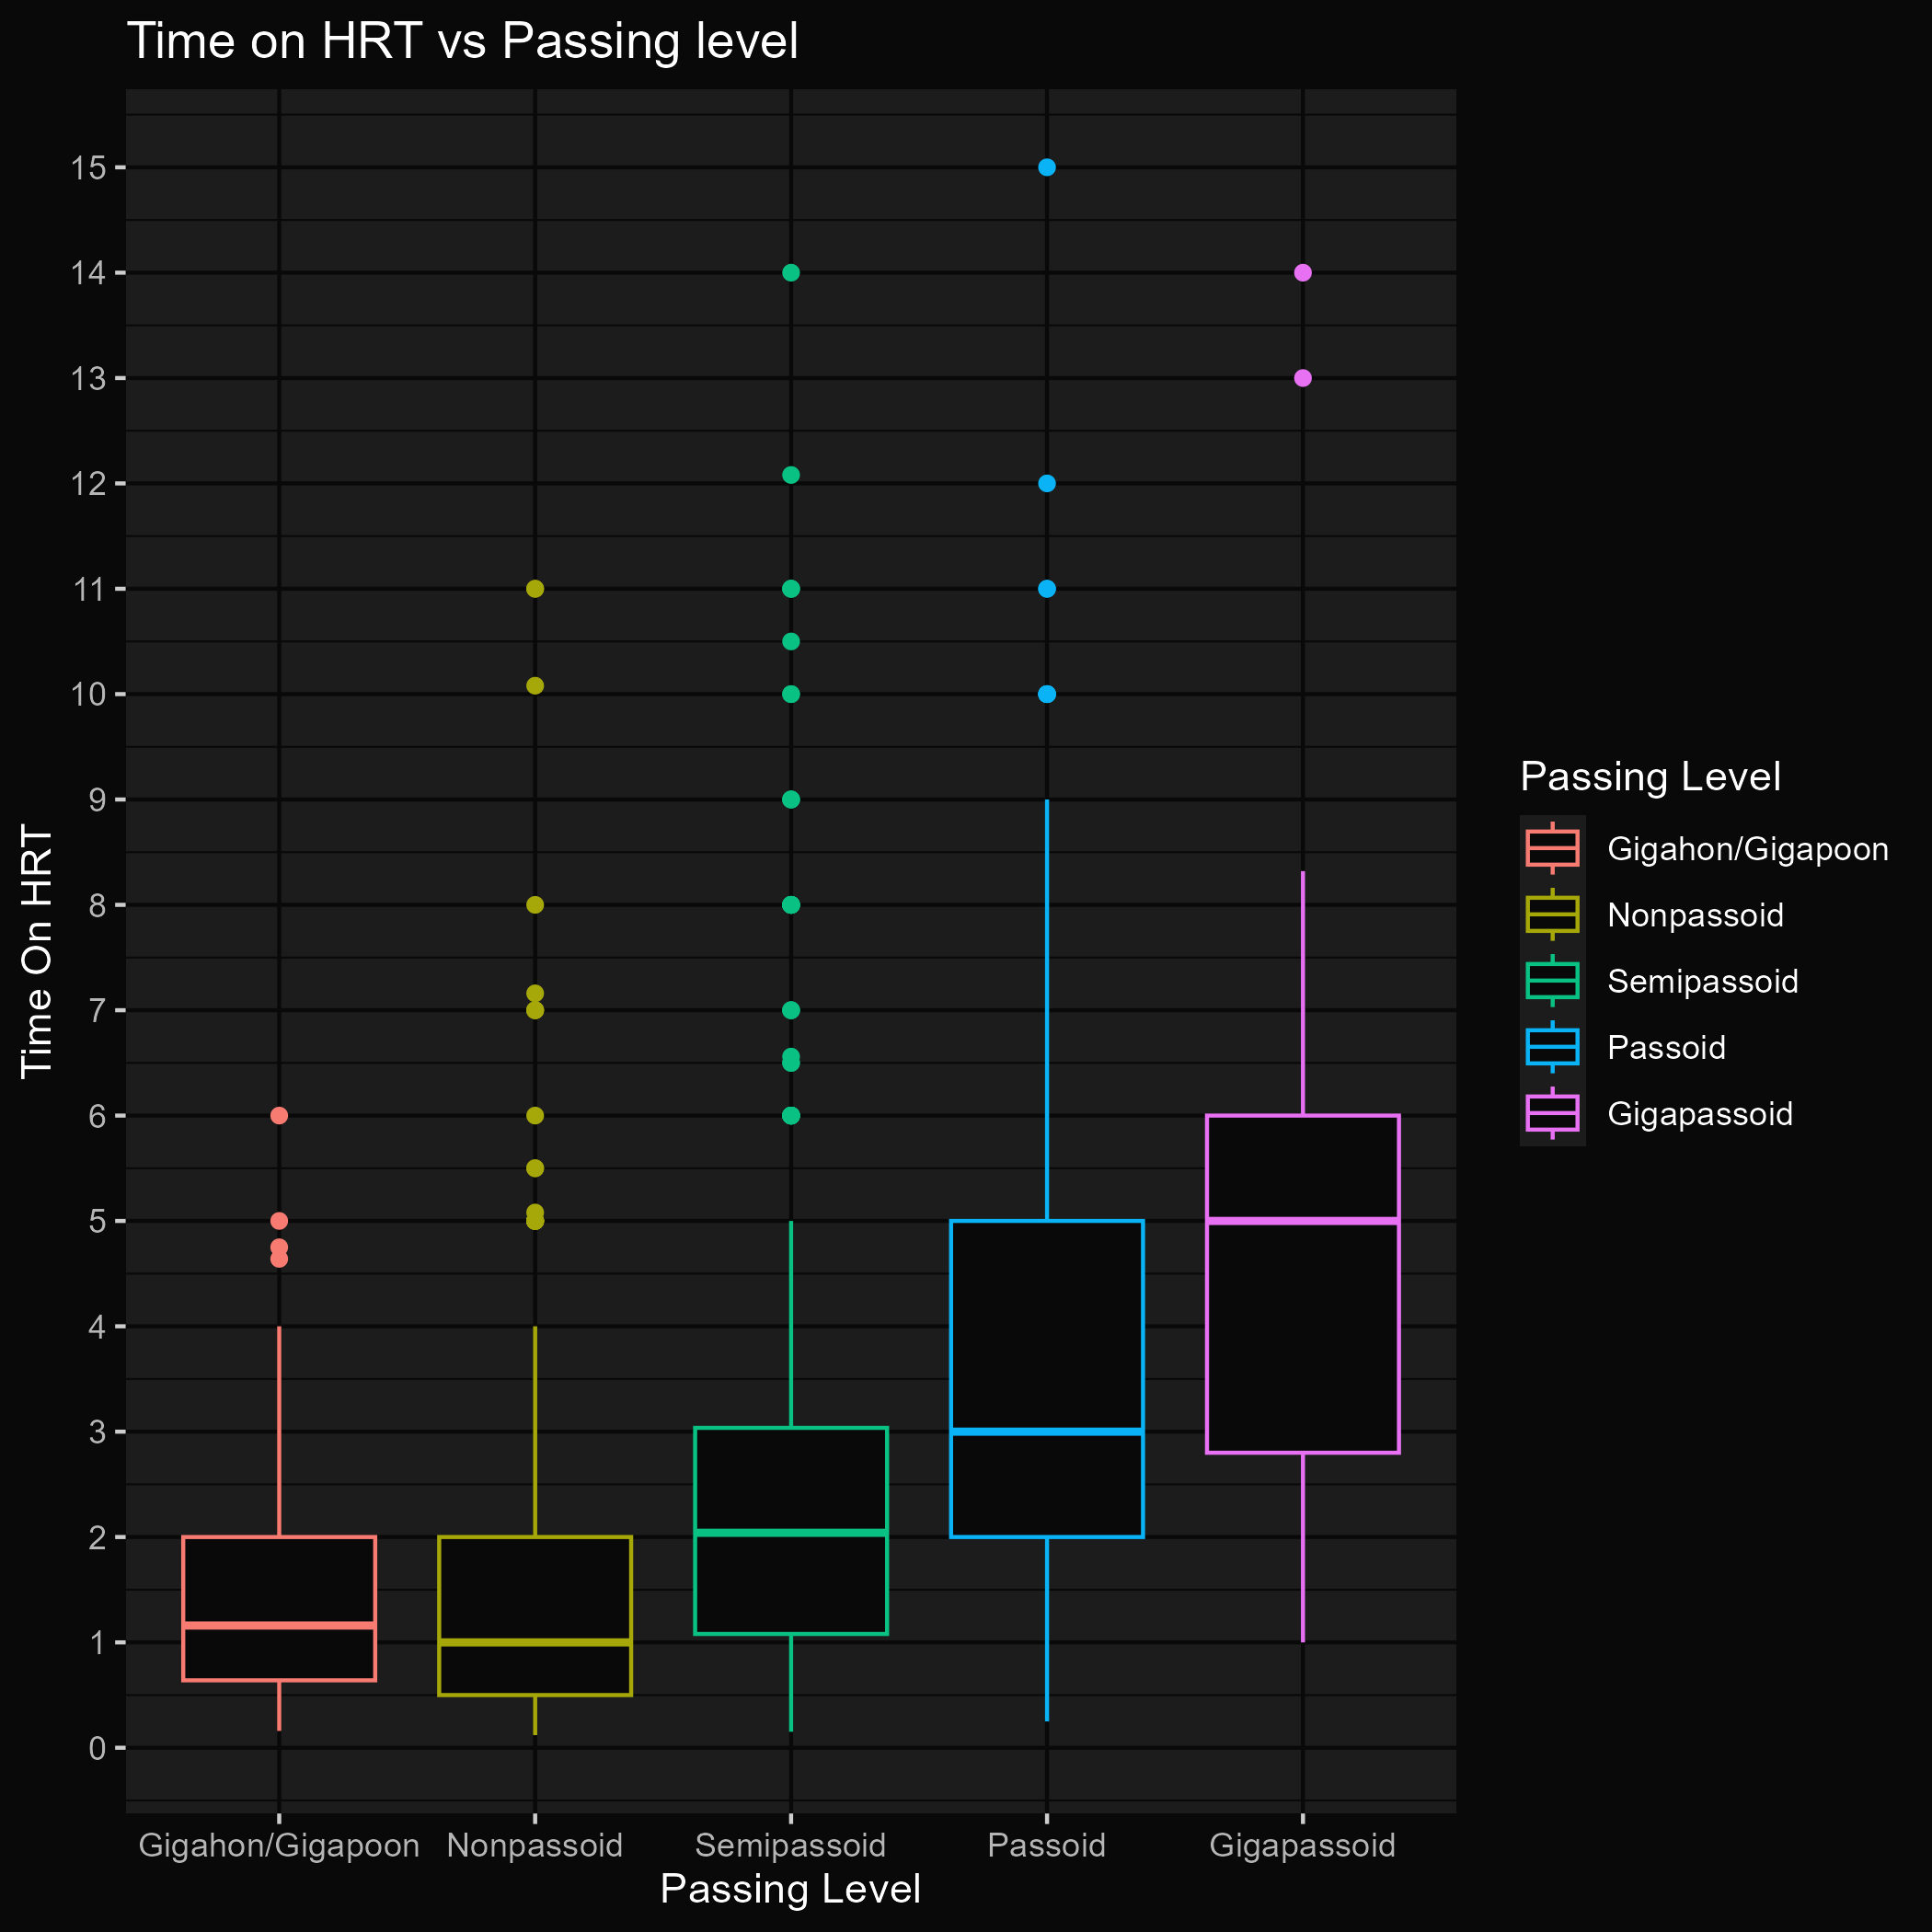 Time on HRT vs Passing level
Time On HRT
15
14
13
12
11
10
9
8
7
6
5
4
3
2
1
0
Gigahon/Gigapoon Nonpassoid Semipassoid Passoid Gigapassoid
Passing Level
Passing Level
Gigahon/Gigapoon
Nonpassoid
Semipassoid
Passoid
Gigapassoid